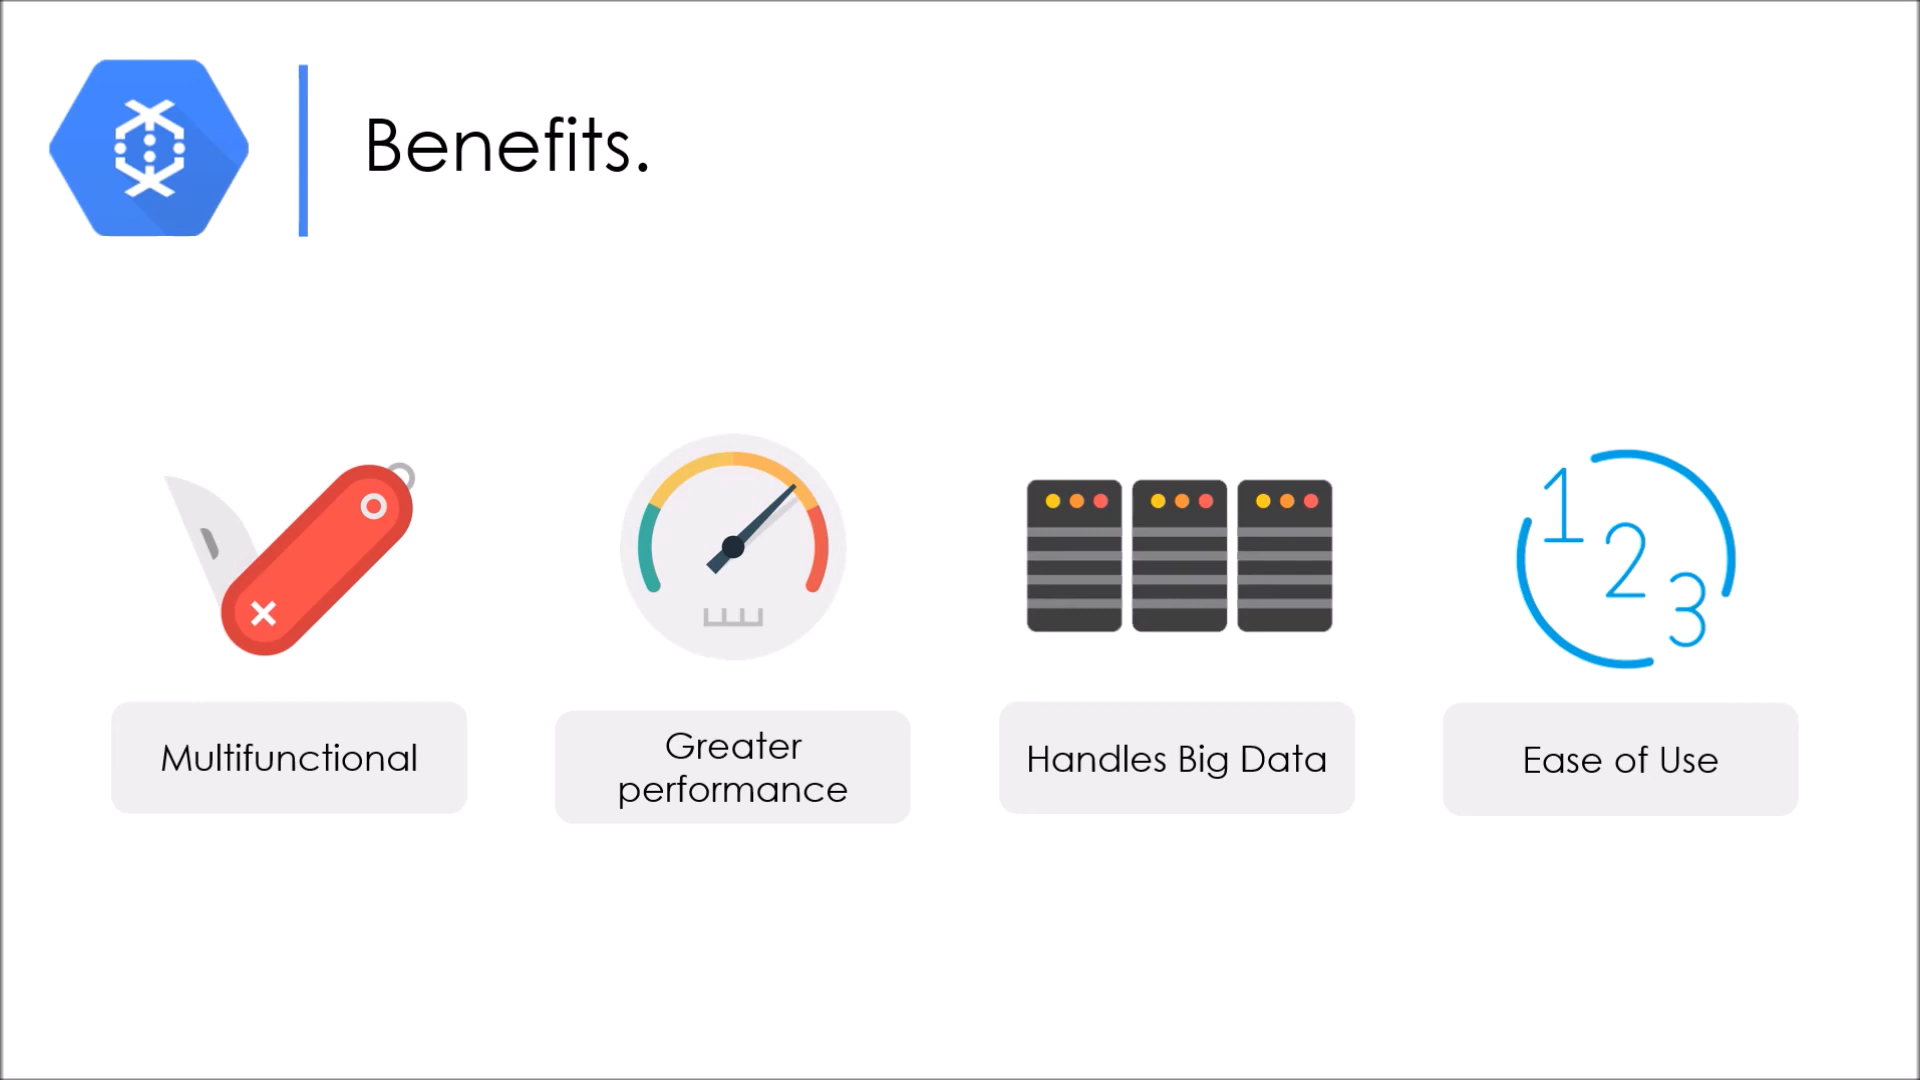 Benefits.
1
2
3
Multifunctional
Greater
performance
Handles Big Data
Ease of Use